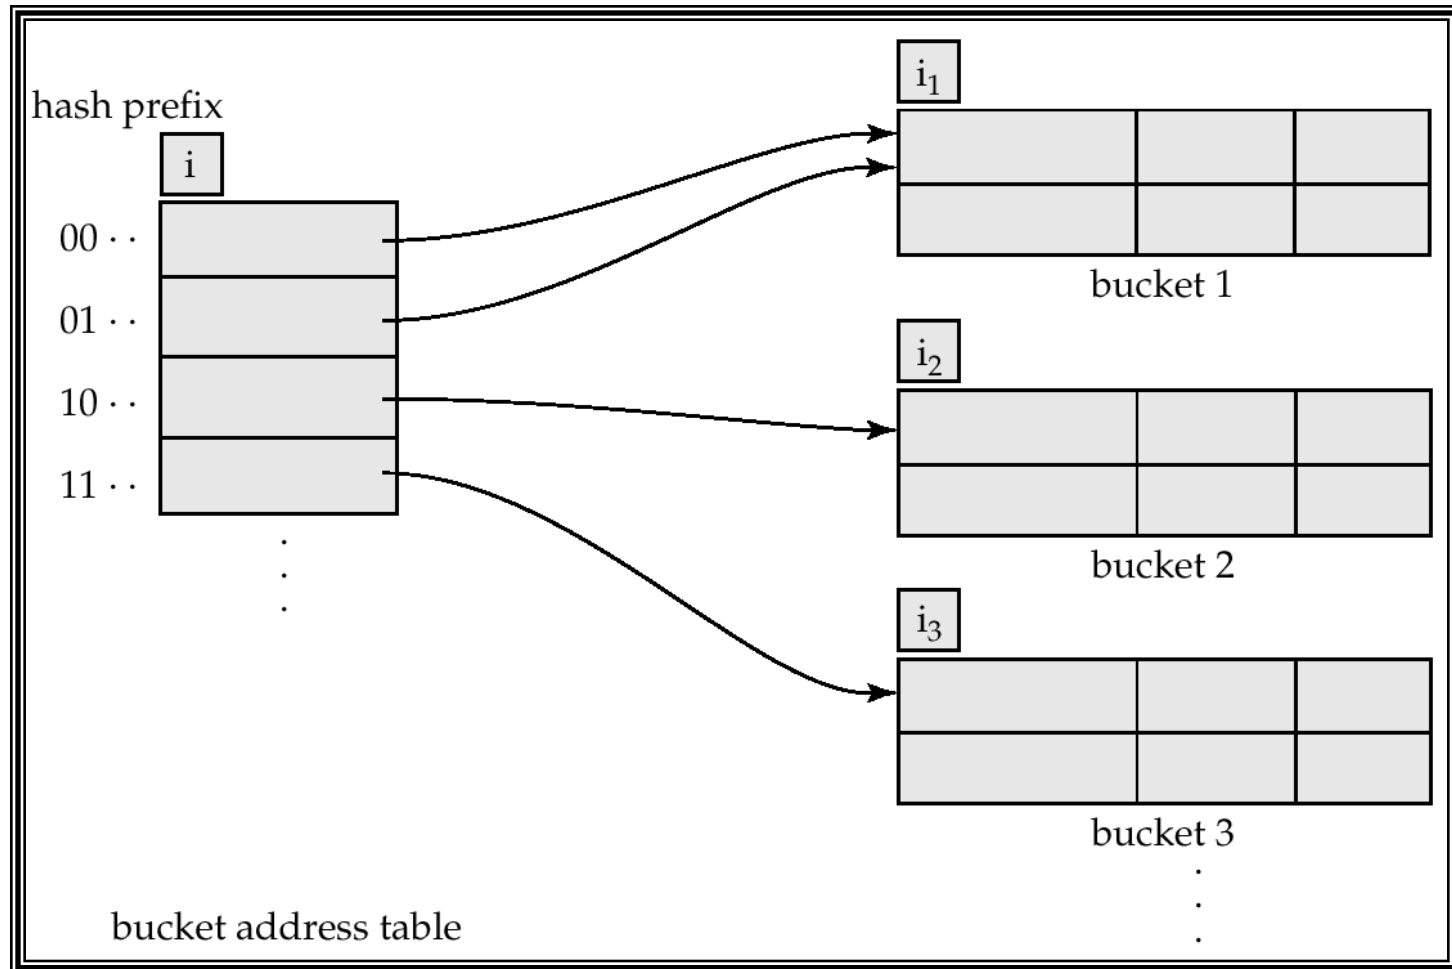 hash prefix
i
00 · ·
01 · ·
10 · ·
11 · ·
.
.
.
bucket address table
i₁
bucket 1
i₂
bucket 2
i₃
bucket 3
.
.
.